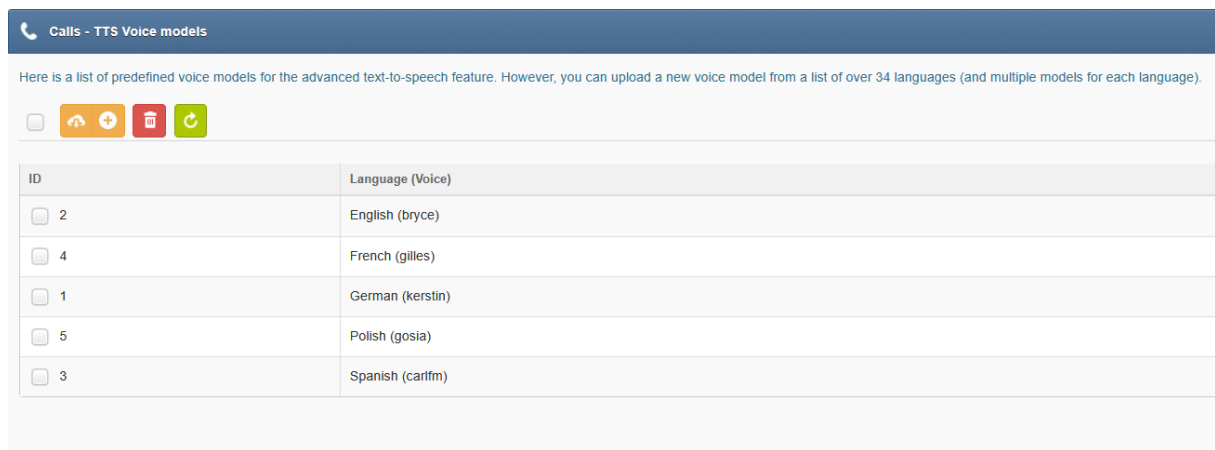 Calls - TTS Voice models
Here is a list of predefined voice models for the advanced text-to-speech feature. However, you can upload a new voice model from a list of over 34 languages (and multiple models for each language).
ID Language (Voice)
2 English (bryce)
4 French (gilles)
1 German (kerstin)
5 Polish (gosia)
3 Spanish (carlfm)